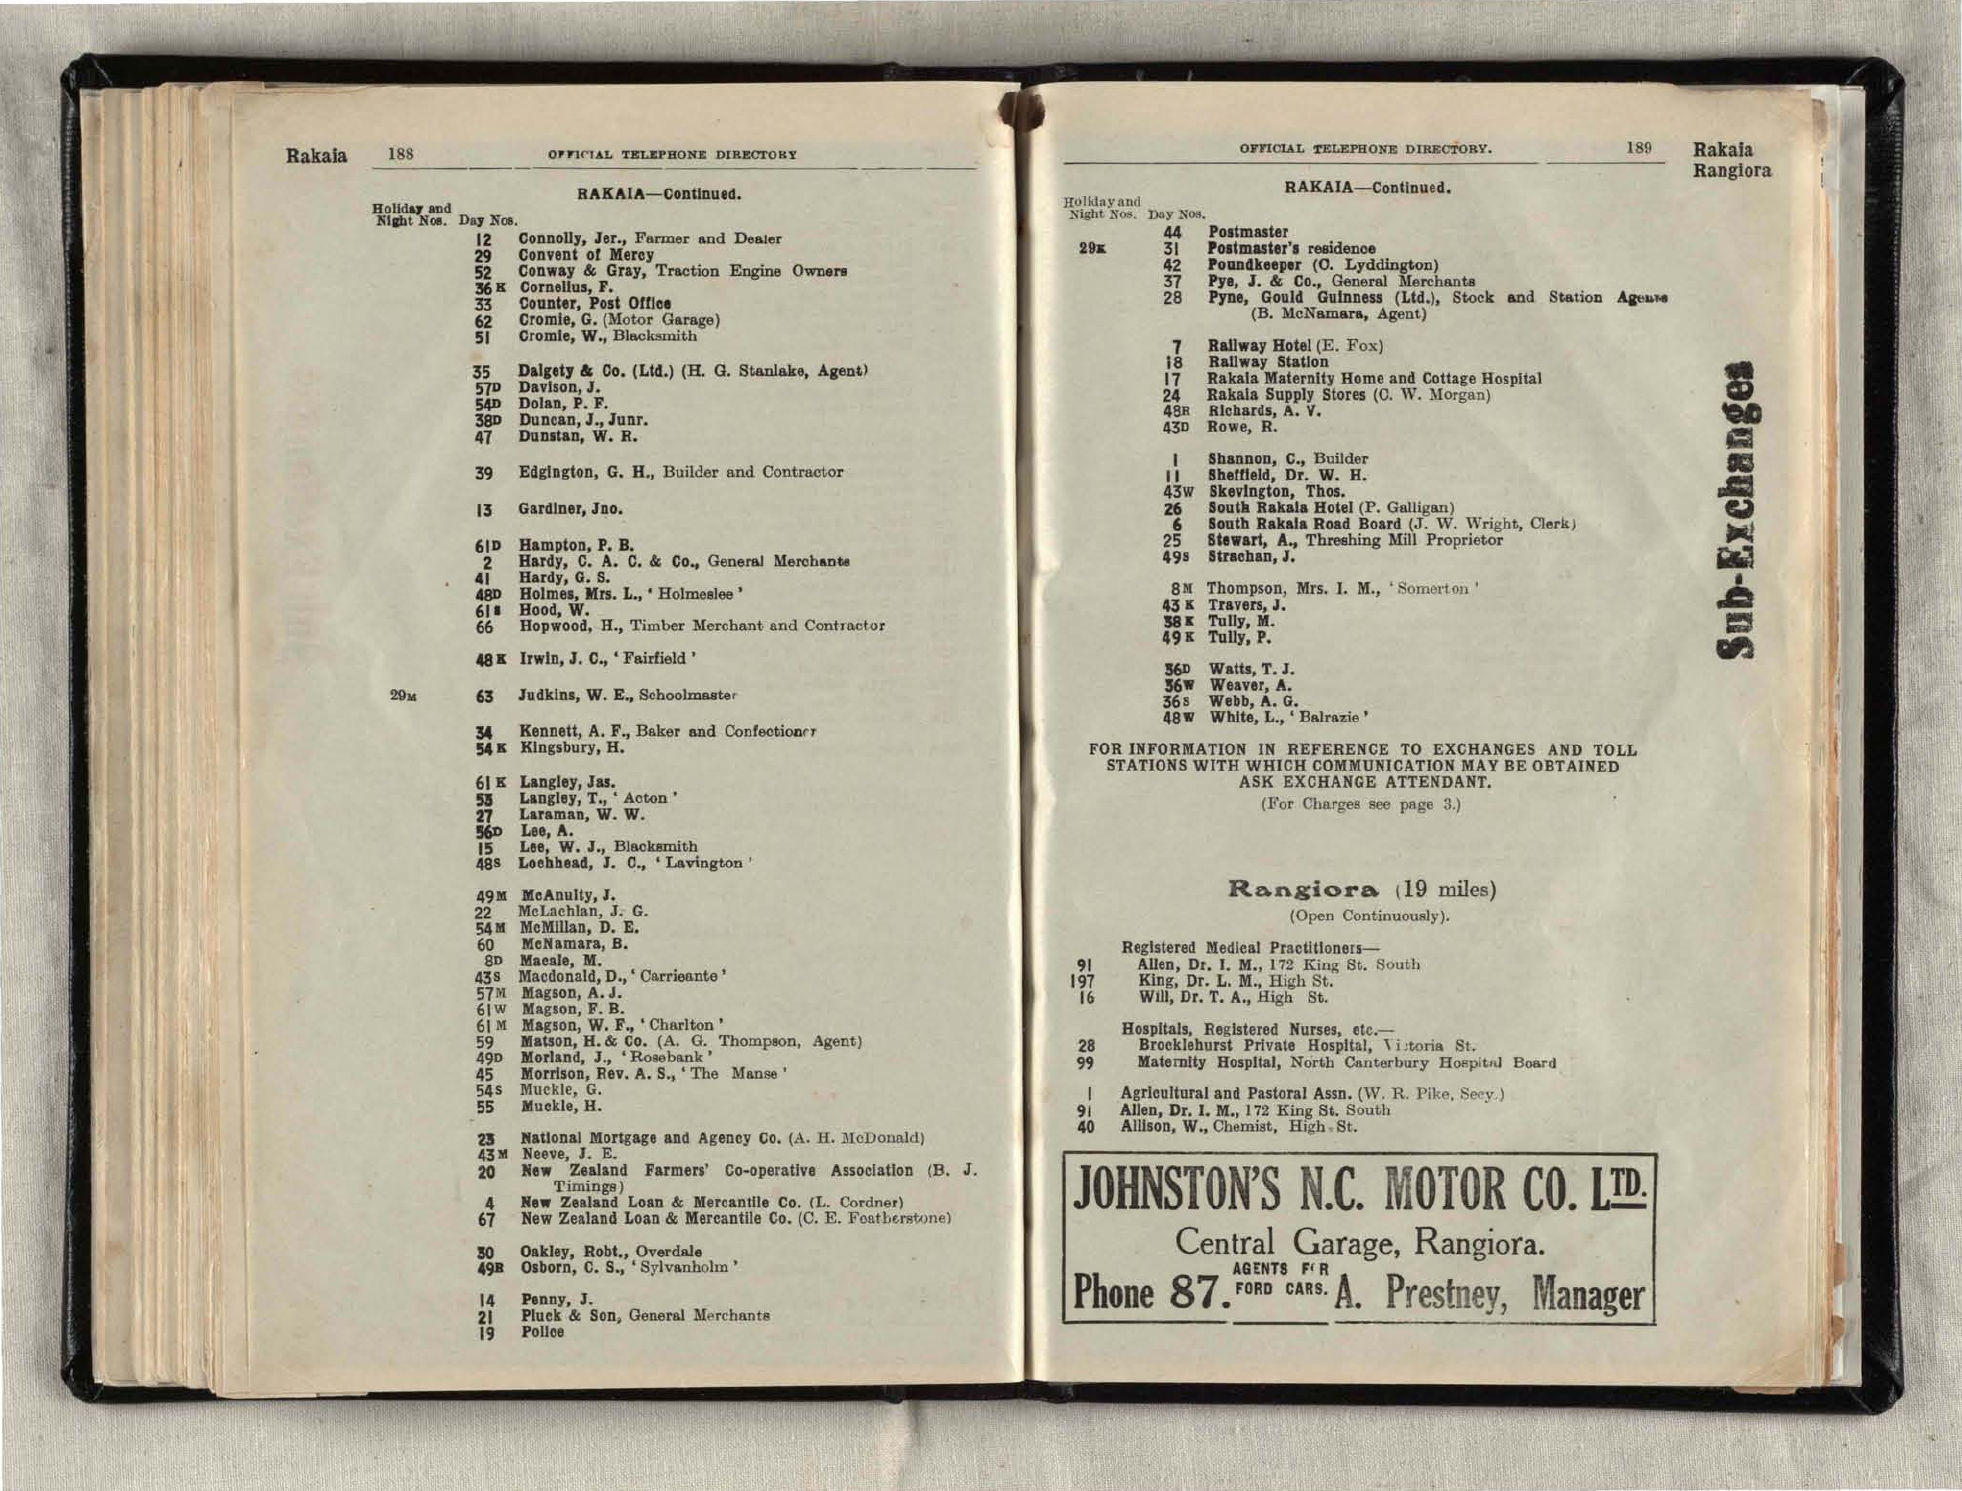 Rakaia 188 OFFICIAL TELEPHONE DIRECTORY
RAKAIA—Continued.
Holiday and
Night Nos. Day Nos.
12 Connolly, Jer., Farmer and Dealer
29 Convent of Mercy
52 Conway & Gray, Traction Engine Owners
36K Cornelius, F.
33 Counter, Post Office
62 Cromie, G. (Motor Garage)
51 Cromie, W., Blacksmith
35 Dalgety & Co. (Ltd.) (H. G. Stanlake, Agent)
57D Davison, J.
54D Dolan, P. F.
38D Duncan, J., Junr.
47 Dunstan, W. R.
39 Edgington, G. H., Builder and Contractor
13 Gardiner, Jno.
61D Hampton, P. B.
2 Hardy, C. A. C. & Co., General Merchants
41 Hardy, G. S.
48D Holmes, Mrs. L., ‘ Holmeslee ’
61S Hood, W.
66 Hopwood, H., Timber Merchant and Contractor
48K Irwin, J. C., ‘ Fairfield ’
29M 63 Judkins, W. E., Schoolmaster
34 Kennett, A. F., Baker and Confectioner
54K Kingsbury, H.
61K Langley, Jas.
53 Langley, T., ‘ Acton ’
27 Laraman, W. W.
56D Lee, A.
15 Lee, W. J., Blacksmith
48S Lochhead, J. C., ‘ Lavington ’
49M McAnulty, J.
22 McLachlan, J. G.
54M McMillan, D. E.
60 McNamara, B.
8D Maeale, M.
43S Macdonald, D., ‘ Carrieante ’
57M Magson, A. J.
61W Magson, F. B.
61M Magson, W. F., ‘ Charlton ’
59 Matson, H. & Co. (A. G. Thompson, Agent)
49D Morland, J., ‘ Rosebank ’
45 Morrison, Rev. A. S., ‘ The Manse ’
54S Muckle, G.
55 Muckle, H.
23 National Mortgage and Agency Co. (A. H. McDonald)
43M Neeve, J. E.
20 New Zealand Farmers’ Co-operative Association (B. J.
Timings)
4 New Zealand Loan & Mercantile Co. (L. Cordner)
67 New Zealand Loan & Mercantile Co. (C. E. Featherstone)
30 Oakley, Robt., Overdale
49R Osborn, C. S., ‘ Sylvanholm ’
14 Penny, J.
21 Pluck & Son, General Merchants
19 Police
OFFICIAL TELEPHONE DIRECTORY. 189 Rakaia
Rangiora
RAKAIA—Continued.
Holiday and
Night Nos. Day Nos.
44 Postmaster
29K 31 Postmaster’s residence
42 Poundkeeper (O. Lyddington)
37 Pye, J. & Co., General Merchants
28 Pyne, Gould Guinness (Ltd.), Stock and Station Agents
(B. McNamara, Agent)
7 Railway Hotel (E. Fox)
18 Railway Station
17 Rakaia Maternity Home and Cottage Hospital
24 Rakaia Supply Stores (C. W. Morgan)
48R Richards, A. V.
43D Rowe, R.
1 Shannon, C., Builder
11 Sheffield, Dr. W. H.
43W Skevington, Thos.
26 South Rakaia Hotel (P. Galligan)
6 South Rakaia Road Board (J. W. Wright, Clerk)
25 Stewart, A., Threshing Mill Proprietor
49S Strachan, J.
8M Thompson, Mrs. I. M., ‘ Somerton ’
43K Travers, J.
38K Tully, M.
49K Tully, P.
36D Watts, T. J.
36W Weaver, A.
36S Webb, A. G.
48W White, L., ‘ Balrazie ’
FOR INFORMATION IN REFERENCE TO EXCHANGES AND TOLL
STATIONS WITH WHICH COMMUNICATION MAY BE OBTAINED
ASK EXCHANGE ATTENDANT.
(For Charges see page 3.)
Rangiora (19 miles)
(Open Continuously).
Registered Medical Practitioners—
91 Allen, Dr. I. M., 172 King St. South
197 King, Dr. L. M., High St.
16 Will, Dr. T. A., High St.
Hospitals, Registered Nurses, etc.—
28 Brocklehurst Private Hospital, Victoria St.
99 Maternity Hospital, North Canterbury Hospital Board
1 Agricultural and Pastoral Assn. (W. R. Pike, Secy.)
91 Allen, Dr. I. M., 172 King St. South
40 Allison, W., Chemist, High St.
JOHNSTON’S N.C. MOTOR CO. LTD.
Central Garage, Rangiora.
Phone 87. AGENTS FOR FORD CARS. A. Prestney, Manager
Sub-Exchanges